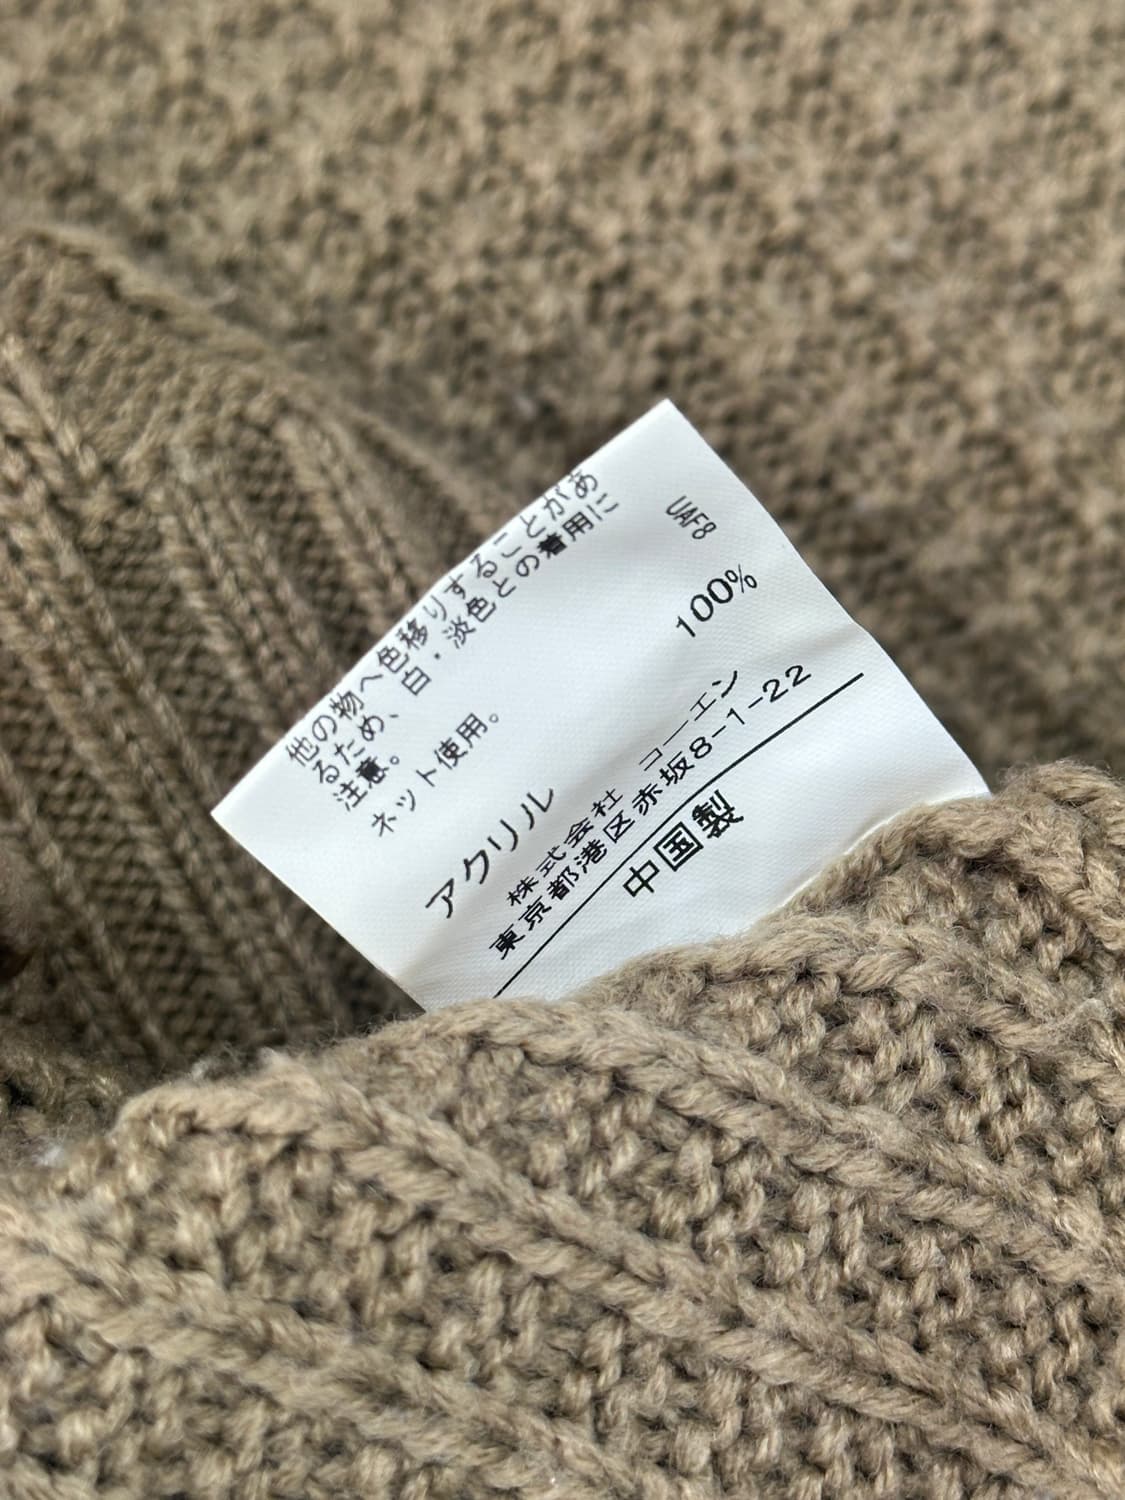 他の物へ色移りすることがあ
るため、白・淡色との着用に
注意。
ネット使用。
UAF8
アクリル 100%
株式会社 コーエン
東京都港区赤坂8-1-22
中国製